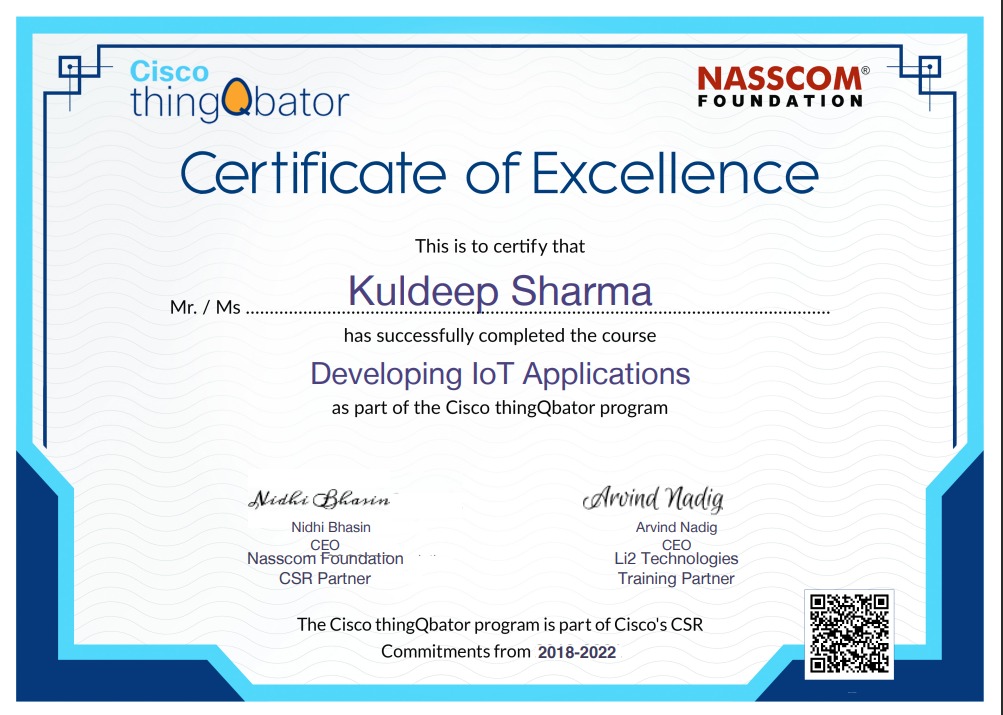 Cisco
thingQbator
NASSCOM®
FOUNDATION
Certificate of Excellence
This is to certify that
Mr. / Ms ........ Kuldeep Sharma ........
has successfully completed the course
Developing IoT Applications
as part of the Cisco thingQbator program
Nidhi Bhasin
Nidhi Bhasin
CEO
Nasscom Foundation
CSR Partner
Arvind Nadig
Arvind Nadig
CEO
Li2 Technologies
Training Partner
The Cisco thingQbator program is part of Cisco's CSR
Commitments from 2018-2022